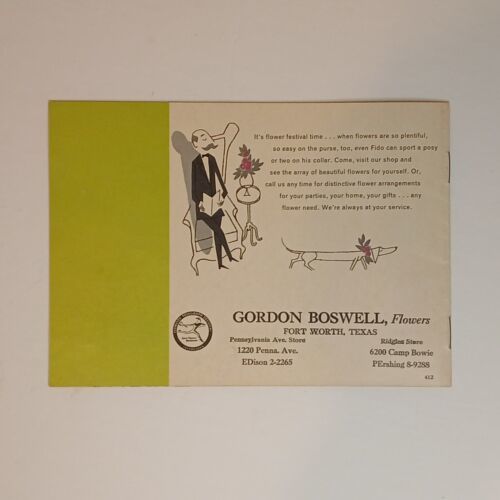 It's flower festival time . . . when flowers are so plentiful,
so easy on the purse, too, even Fido can sport a posy
or two on his collar. Come, visit our shop and
see the array of beautiful flowers for yourself. Or,
call us any time for distinctive flower arrangements
for your parties, your home, your gifts . . . any
flower need. We're always at your service.
GORDON BOSWELL, Flowers
FORT WORTH, TEXAS
Pennsylvania Ave. Store
1220 Penna. Ave.
EDison 2-2265
Ridglea Store
6200 Camp Bowie
PErshing 8-9288
412